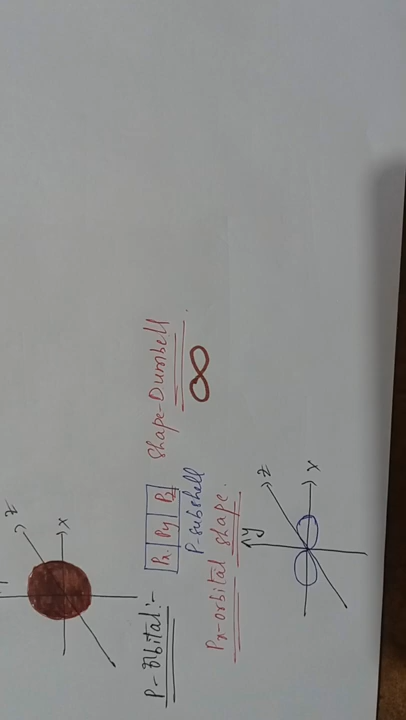 z
x
P-Orbital:- Px Py Pz Shape-Dumbell
P-subshell
∞
Px-orbital shape.
y
z
x